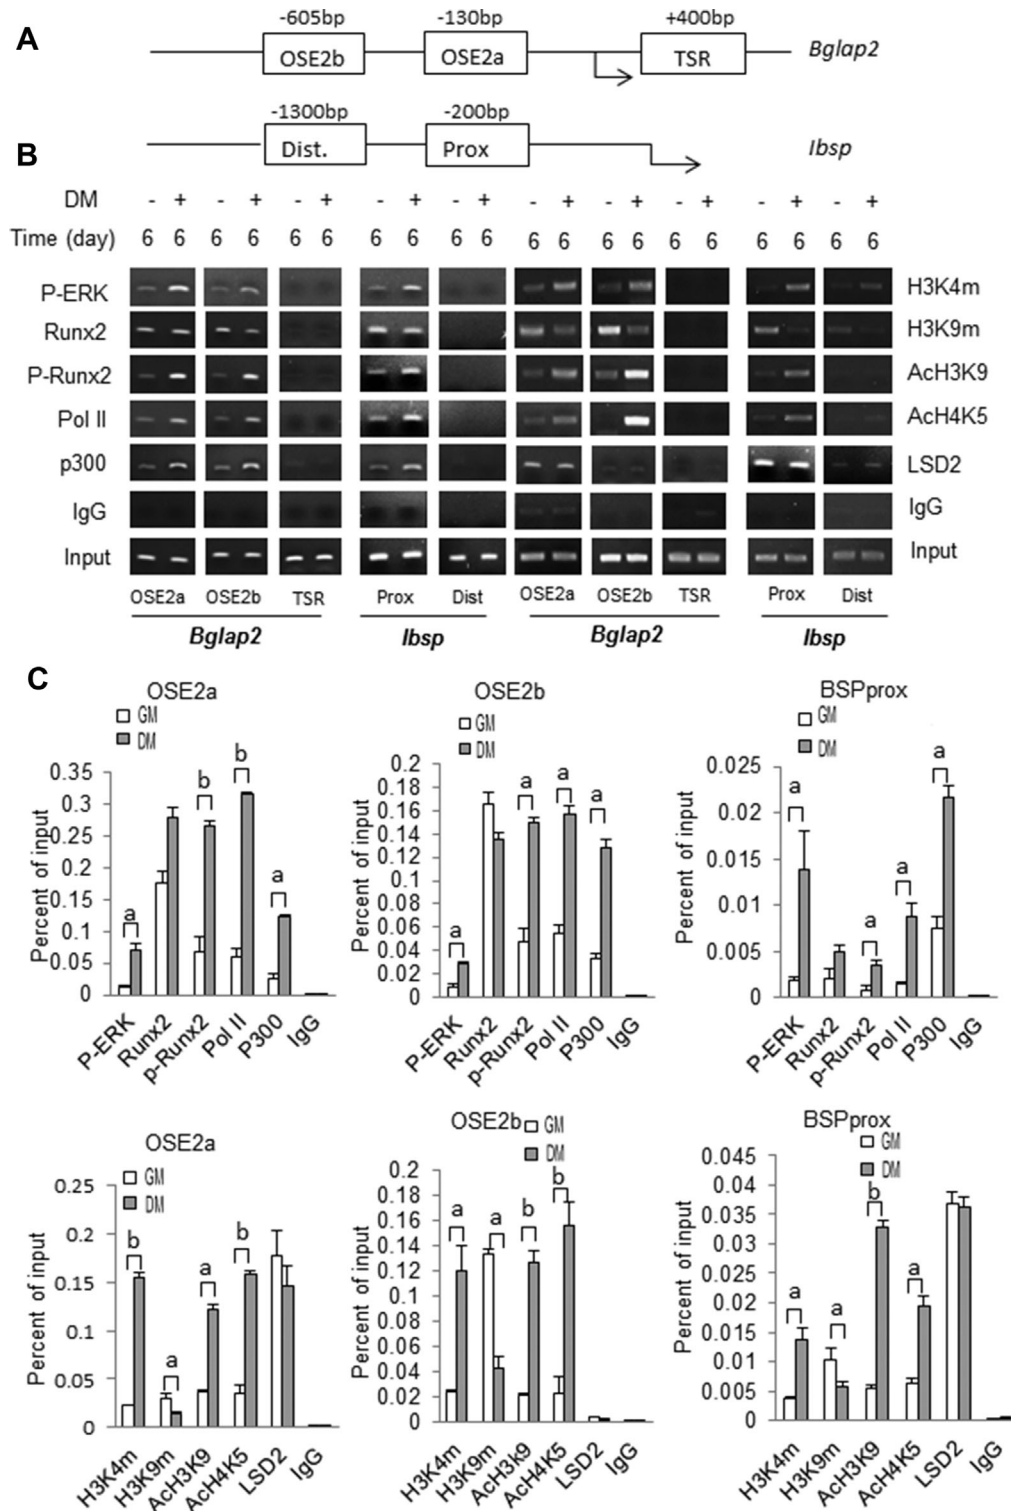 A
-605bp -130bp +400bp
OSE2b OSE2a TSR Bglap2
-1300bp -200bp
B
Dist. Prox Ibsp
DM - + - + - + - + - + - + - + - + - + - +
Time (day) 6 6 6 6 6 6 6 6 6 6 6 6 6 6 6 6 6 6 6 6
P-ERK H3K4m
Runx2 H3K9m
P-Runx2 AcH3K9
Pol II AcH4K5
p300 LSD2
IgG IgG
Input Input
OSE2a OSE2b TSR Prox Dist OSE2a OSE2b TSR Prox Dist
Bglap2 Ibsp Bglap2 Ibsp
C
OSE2a
GM
DM
Percent of input
0.35
0.3
0.25
0.2
0.15
0.1
0.05
0
a b b a
P-ERK Runx2 p-Runx2 Pol II P300 IgG
OSE2b
GM
DM
Percent of input
0.2
0.18
0.16
0.14
0.12
0.1
0.08
0.06
0.04
0.02
0
a a a a
P-ERK Runx2 p-Runx2 Pol II P300 IgG
BSPprox
GM
DM
Percent of input
0.025
0.02
0.015
0.01
0.005
0
a a a a
P-ERK Runx2 p-Runx2 Pol II P300 IgG
OSE2a
GM
DM
Percent of input
0.25
0.2
0.15
0.1
0.05
0
b a a b
H3K4m H3K9m AcH3K9 AcH4K5 LSD2 IgG
OSE2b
GM
DM
Percent of input
0.2
0.18
0.16
0.14
0.12
0.1
0.08
0.06
0.04
0.02
0
a a b b
H3K4m H3K9m AcH3k9 AcH4K5 LSD2 IgG
BSPprox
GM
DM
Percent of input
0.045
0.04
0.035
0.03
0.025
0.02
0.015
0.01
0.005
0
a a b a
H3K4m H3K9m AcH3K9 AcH4K5 LSD2 IgG